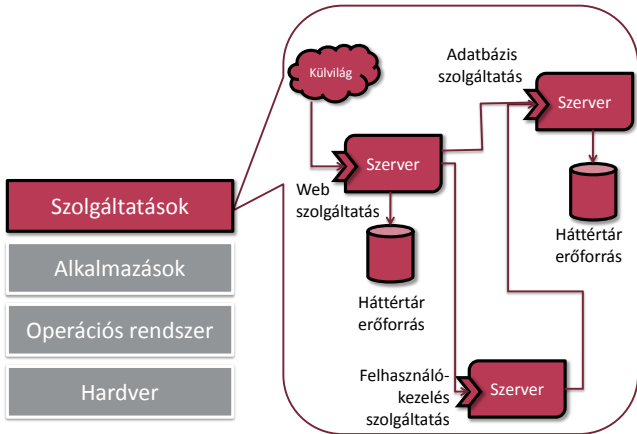 Szolgáltatások
Alkalmazások
Operációs rendszer
Hardver
Külvilág
Adatbázis
szolgáltatás
Szerver
Szerver
Web
szolgáltatás
Háttértár
erőforrás
Háttértár
erőforrás
Felhasználó-
kezelés
szolgáltatás
Szerver